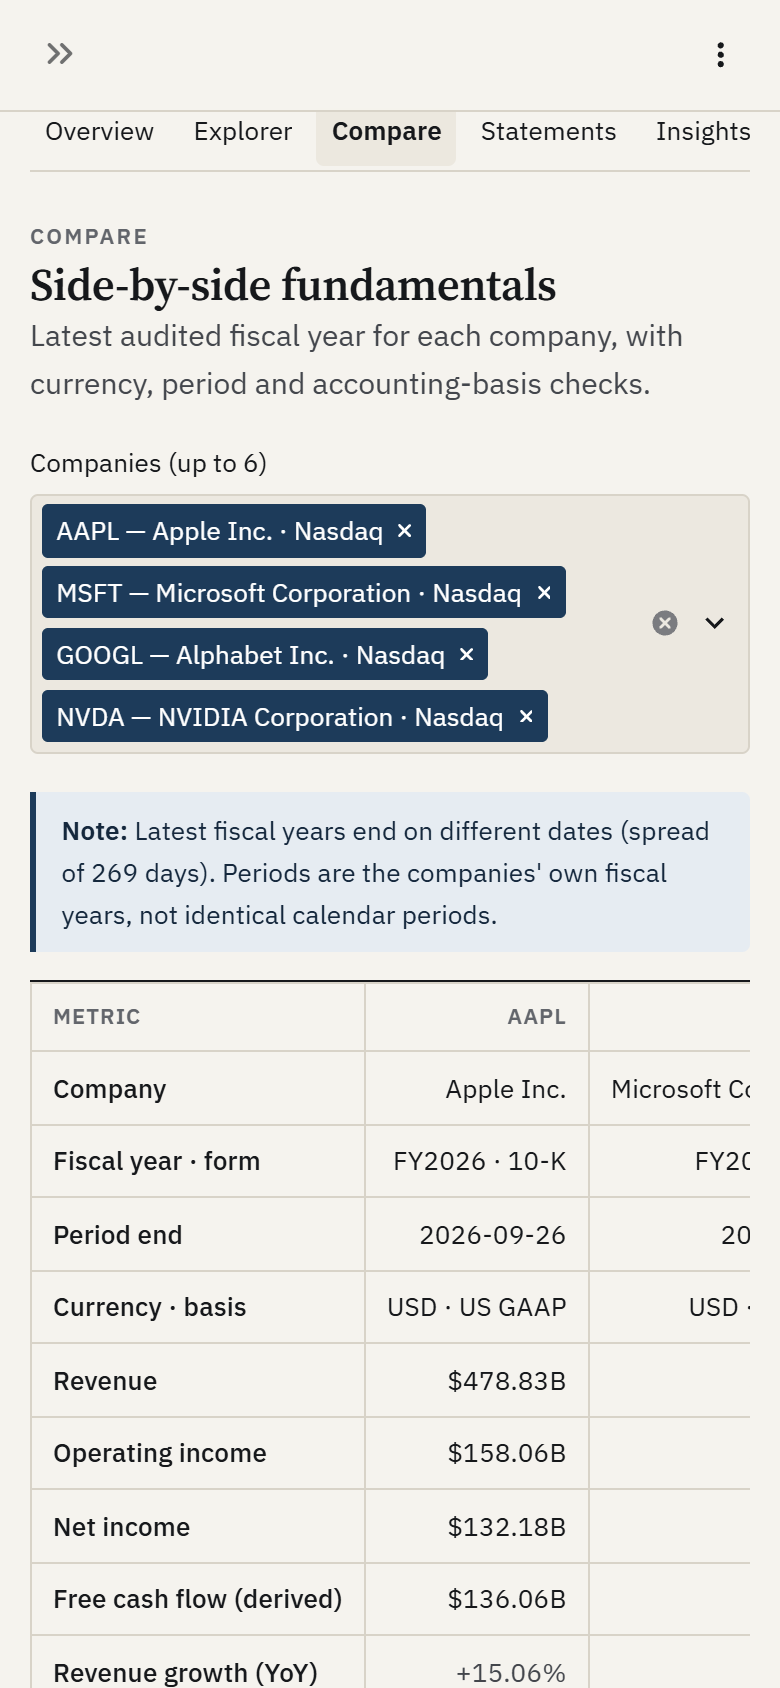 Overview Explorer Compare Statements Insights
COMPARE
Side-by-side fundamentals
Latest audited fiscal year for each company, with
currency, period and accounting-basis checks.
Companies (up to 6)
AAPL — Apple Inc. · Nasdaq
MSFT — Microsoft Corporation · Nasdaq
GOOGL — Alphabet Inc. · Nasdaq
NVDA — NVIDIA Corporation · Nasdaq
Note: Latest fiscal years end on different dates (spread
of 269 days). Periods are the companies' own fiscal
years, not identical calendar periods.
METRIC AAPL
Company Apple Inc. Microsoft Co
Fiscal year · form FY2026 · 10-K FY20
Period end 2026-09-26 20
Currency · basis USD · US GAAP USD ·
Revenue $478.83B
Operating income $158.06B
Net income $132.18B
Free cash flow (derived) $136.06B
Revenue growth (YoY) +15.06%